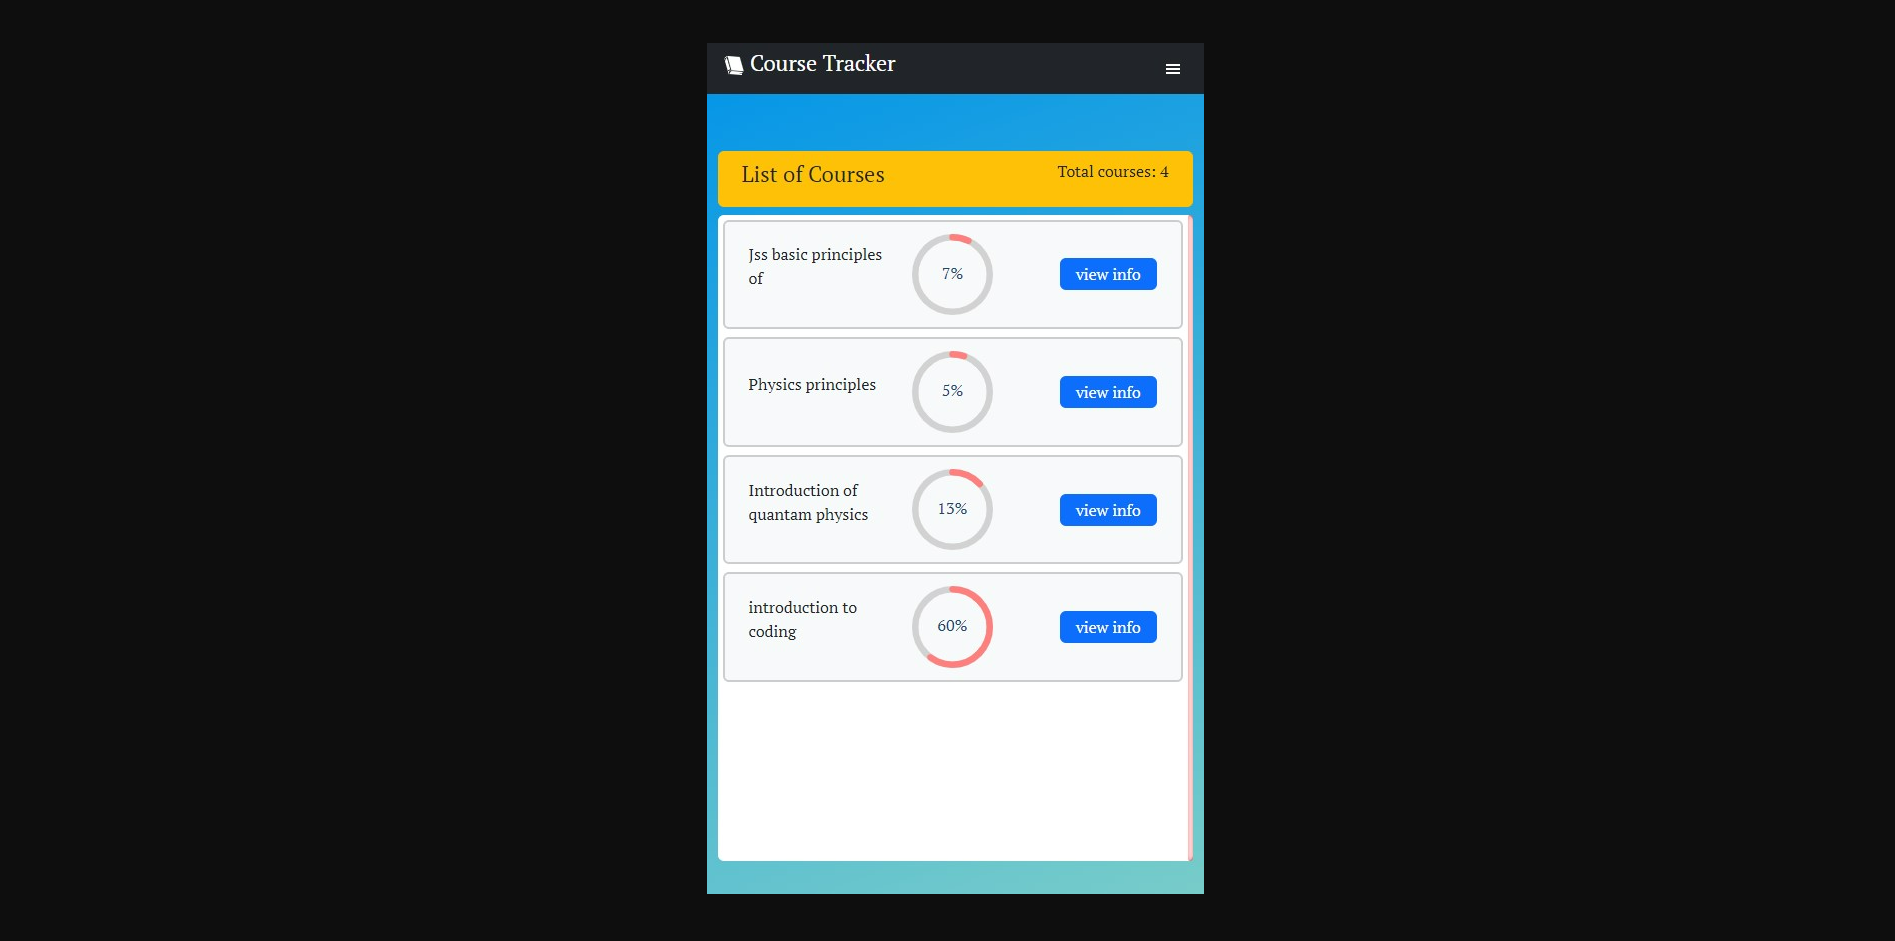 Course Tracker
List of Courses
Total courses: 4
Jss basic principles
of
7%
view info
Physics principles
5%
view info
Introduction of
quantam physics
13%
view info
introduction to
coding
60%
view info